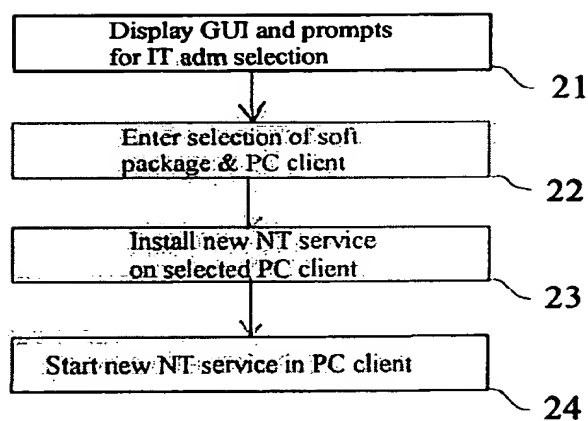 Display GUI and prompts
for IT adm selection
21
Enter selection of soft
package & PC client
22
Install new NT service
on selected PC client
23
Start new NT service in PC client
24